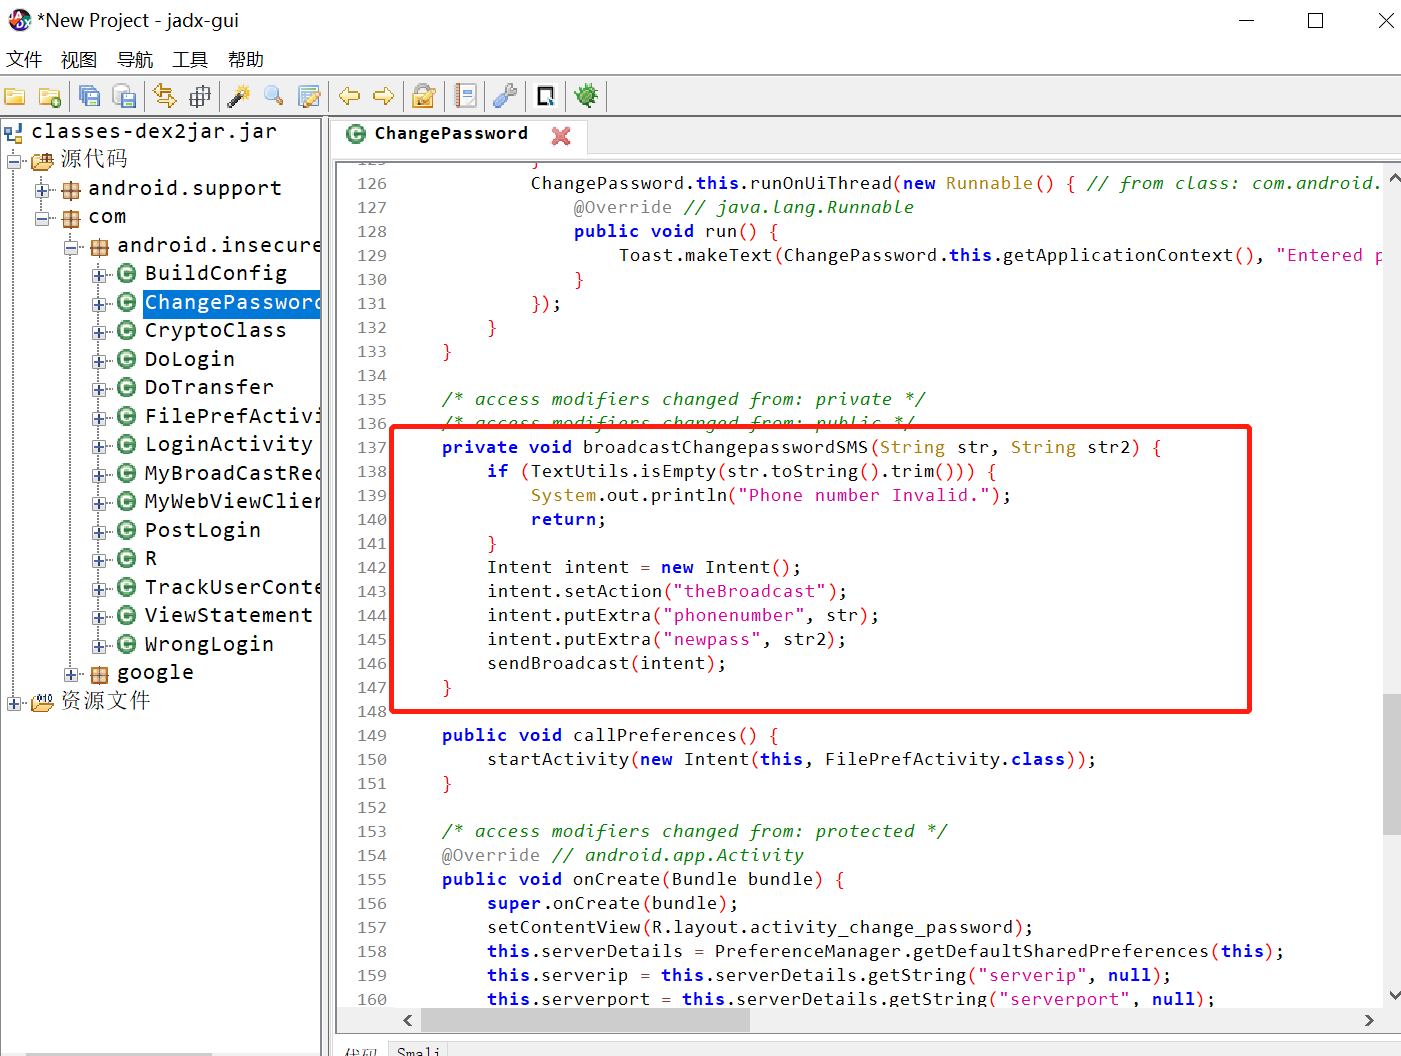 *New Project - jadx-gui
文件 视图 导航 工具 帮助
classes-dex2jar.jar
源代码
android.support
com
android.insecure
BuildConfig
ChangePassword
CryptoClass
DoLogin
DoTransfer
FilePrefActivi
LoginActivity
MyBroadCastRec
MyWebViewClien
PostLogin
R
TrackUserConte
ViewStatement
WrongLogin
google
资源文件
ChangePassword
125 }
126 ChangePassword.this.runOnUiThread(new Runnable() { // from class: com.android.
127 @Override // java.lang.Runnable
128 public void run() {
129 Toast.makeText(ChangePassword.this.getApplicationContext(), "Entered p
130 }
131 });
132 }
133 }
134
135 /* access modifiers changed from: private */
136 /* access modifiers changed from: public */
137 private void broadcastChangepasswordSMS(String str, String str2) {
138 if (TextUtils.isEmpty(str.toString().trim())) {
139 System.out.println("Phone number Invalid.");
140 return;
141 }
142 Intent intent = new Intent();
143 intent.setAction("theBroadcast");
144 intent.putExtra("phonenumber", str);
145 intent.putExtra("newpass", str2);
146 sendBroadcast(intent);
147 }
148
149 public void callPreferences() {
150 startActivity(new Intent(this, FilePrefActivity.class));
151 }
152
153 /* access modifiers changed from: protected */
154 @Override // android.app.Activity
155 public void onCreate(Bundle bundle) {
156 super.onCreate(bundle);
157 setContentView(R.layout.activity_change_password);
158 this.serverDetails = PreferenceManager.getDefaultSharedPreferences(this);
159 this.serverip = this.serverDetails.getString("serverip", null);
160 this.serverport = this.serverDetails.getString("serverport", null);
代码 Smali